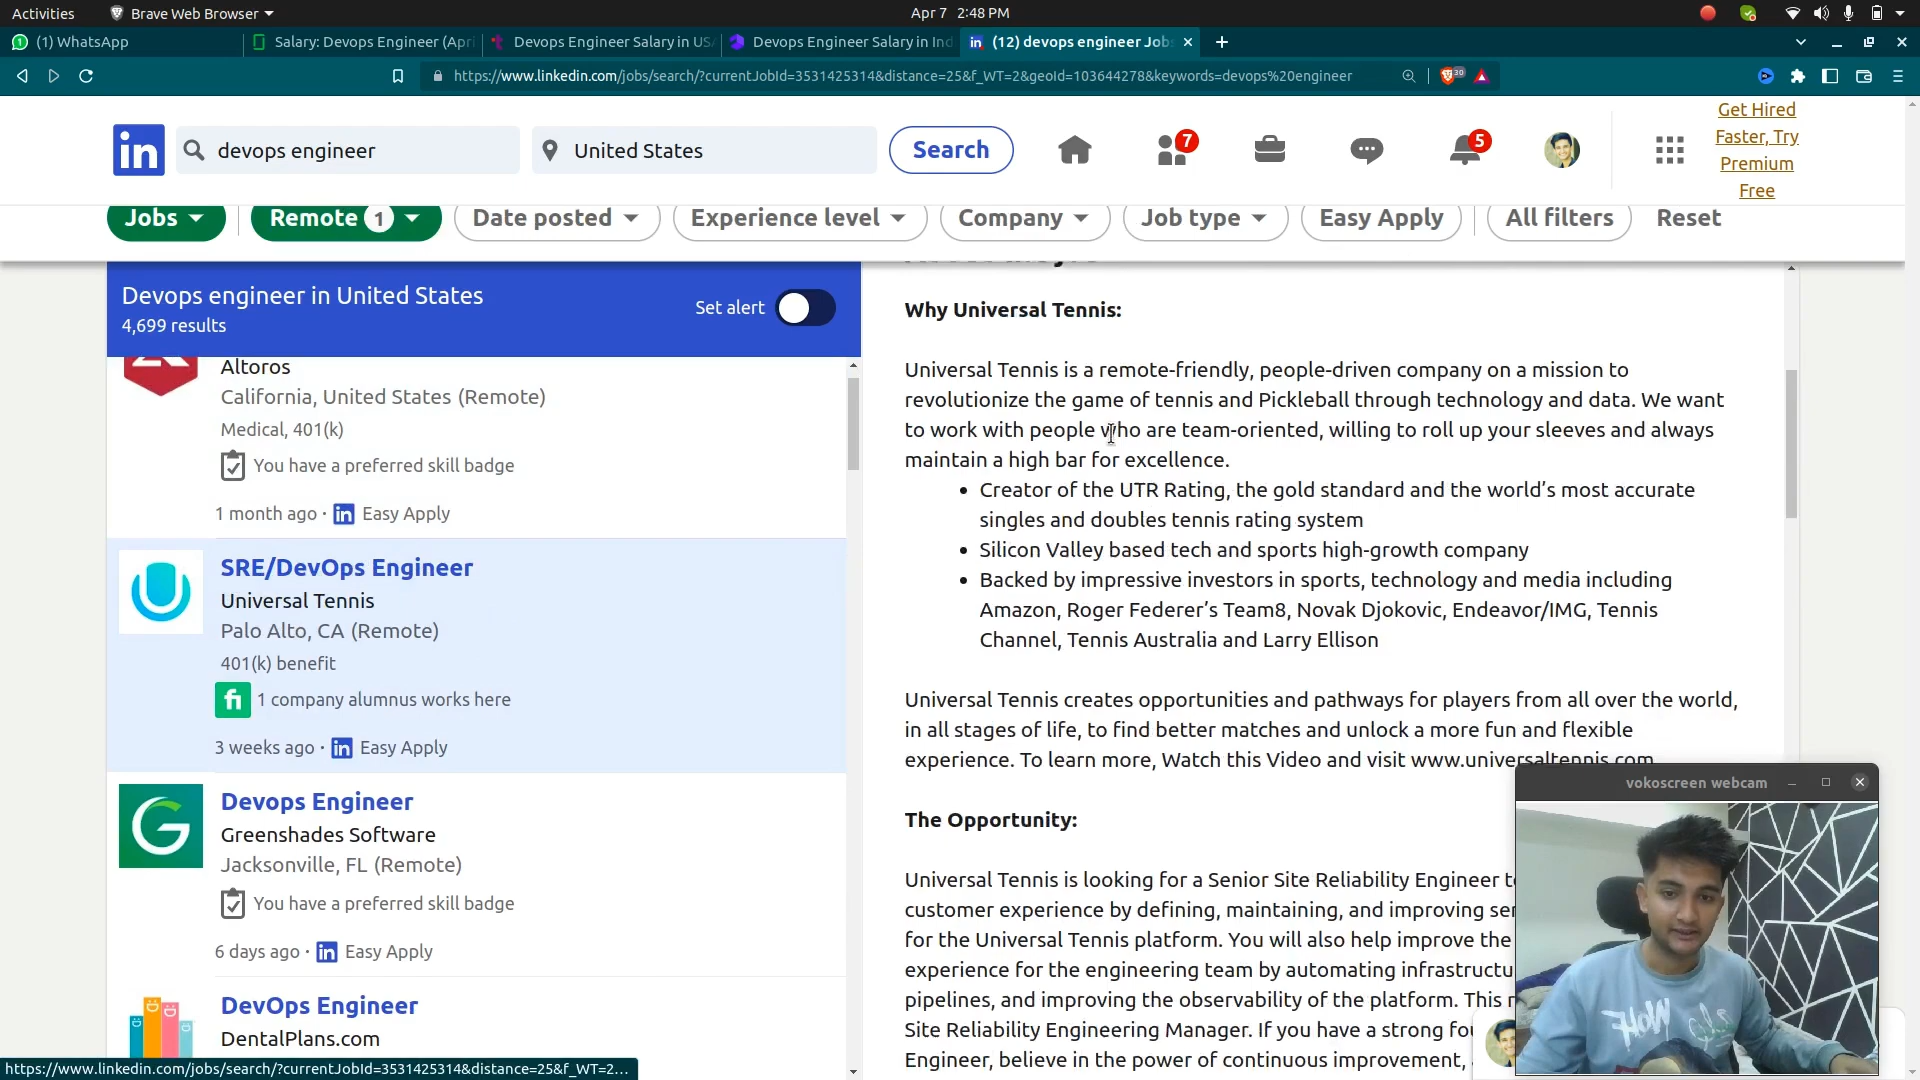 Activities
Brave Web Browser
Apr 7 2:48 PM
(1) WhatsApp
Salary: Devops Engineer (Apri
Devops Engineer Salary in USA
Devops Engineer Salary in Ind
(12) devops engineer Jobs
https://www.linkedin.com/jobs/search/?currentJobId=3531425314&distance=25&f_WT=2&geoId=103644278&keywords=devops%20engineer
30
in
devops engineer
United States
Search
7
5
Get Hired
Faster, Try
Premium
Free
Jobs
Remote 1
Date posted
Experience level
Company
Job type
Easy Apply
All filters
Reset
Devops engineer in United States
4,699 results
Set alert
Altoros
California, United States (Remote)
Medical, 401(k)
You have a preferred skill badge
1 month ago · in Easy Apply
SRE/DevOps Engineer
Universal Tennis
Palo Alto, CA (Remote)
401(k) benefit
fi 1 company alumnus works here
3 weeks ago · in Easy Apply
Devops Engineer
Greenshades Software
Jacksonville, FL (Remote)
You have a preferred skill badge
6 days ago · in Easy Apply
DevOps Engineer
DentalPlans.com
https://www.linkedin.com/jobs/search/?currentJobId=3531425314&distance=25&f_WT=2...
Why Universal Tennis:
Universal Tennis is a remote-friendly, people-driven company on a mission to
revolutionize the game of tennis and Pickleball through technology and data. We want
to work with people who are team-oriented, willing to roll up your sleeves and always
maintain a high bar for excellence.
• Creator of the UTR Rating, the gold standard and the world’s most accurate
singles and doubles tennis rating system
• Silicon Valley based tech and sports high-growth company
• Backed by impressive investors in sports, technology and media including
Amazon, Roger Federer’s Team8, Novak Djokovic, Endeavor/IMG, Tennis
Channel, Tennis Australia and Larry Ellison
Universal Tennis creates opportunities and pathways for players from all over the world,
in all stages of life, to find better matches and unlock a more fun and flexible
experience. To learn more, Watch this Video and visit www.universaltennis.com
The Opportunity:
Universal Tennis is looking for a Senior Site Reliability Engineer t
customer experience by defining, maintaining, and improving ser
for the Universal Tennis platform. You will also help improve the
experience for the engineering team by automating infrastructu
pipelines, and improving the observability of the platform. This r
Site Reliability Engineering Manager. If you have a strong fou
Engineer, believe in the power of continuous improvement,
vokoscreen webcam